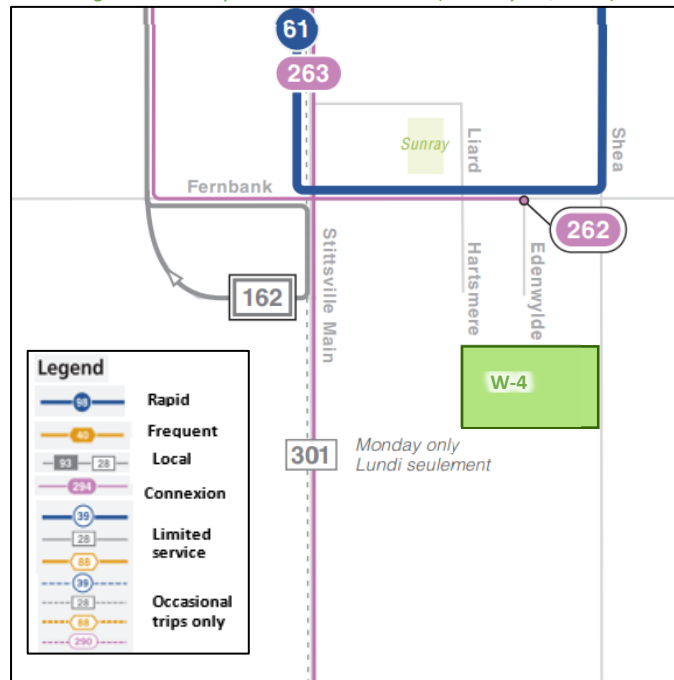 61
263
Sunray
Liard
Shea
Fernbank
262
Stittsville Main
Hartsmere
Edenwylde
162
W-4
301
Monday only
Lundi seulement
Legend
98 Rapid
40 Frequent
93 28 Local
294 Connexion
39
28 Limited service
88
39
28 Occasional trips only
88
290